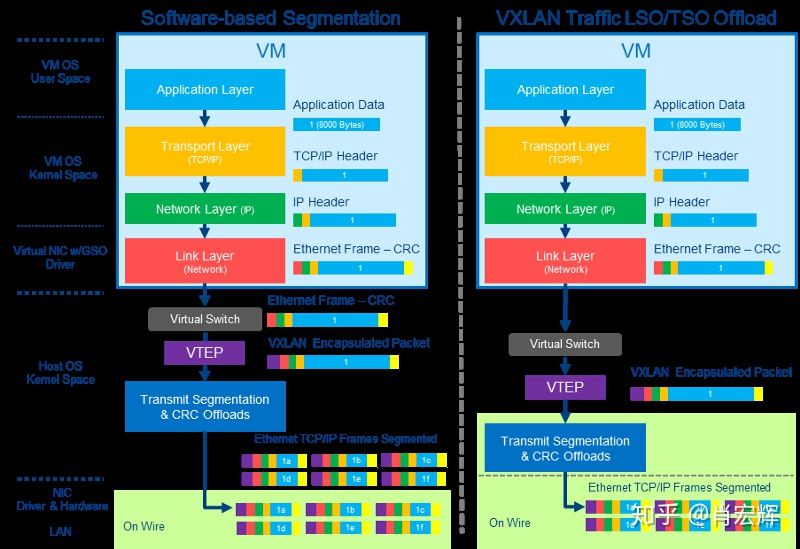 Software-based Segmentation
VXLAN Traffic LSO/TSO Offload
VM OS
User Space
VM OS
Kernel Space
Virtual NIC w/GSO
Driver
Host OS
Kernel Space
NIC
Driver & Hardware
LAN
VM
Application Layer
Application Data
1 (8000 Bytes)
Transport Layer
(TCP/IP)
TCP/IP Header
1
Network Layer (IP)
IP Header
1
Link Layer
(Network)
Ethernet Frame – CRC
1
Virtual Switch
Ethernet Frame – CRC
1
VTEP
VXLAN Encapsulated Packet
1
Transmit Segmentation
& CRC Offloads
Ethernet TCP/IP Frames Segmented
1a 1b 1c
1d 1e 1f
On Wire
1a 1b 1c
1d 1e 1f
VM
Application Layer
Application Data
1 (8000 Bytes)
Transport Layer
(TCP/IP)
TCP/IP Header
1
Network Layer (IP)
IP Header
1
Link Layer
(Network)
Ethernet Frame – CRC
1
Virtual Switch
VTEP
VXLAN Encapsulated Packet
1
Transmit Segmentation
& CRC Offloads
Ethernet TCP/IP Frames Segmented
On Wire
1a 1b 1c
1d 1e 1f
知乎 @肖宏辉